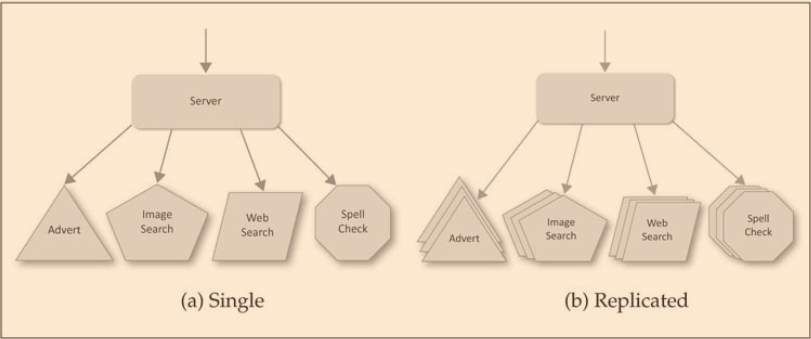 Server
Advert
Image
Search
Web
Search
Spell
Check
(a) Single
Server
Advert
Image
Search
Web
Search
Spell
Check
(b) Replicated